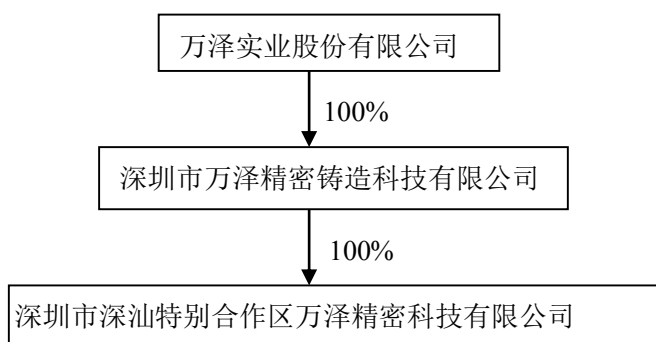 万泽实业股份有限公司
100%
深圳市万泽精密铸造科技有限公司
100%
深圳市深汕特别合作区万泽精密科技有限公司